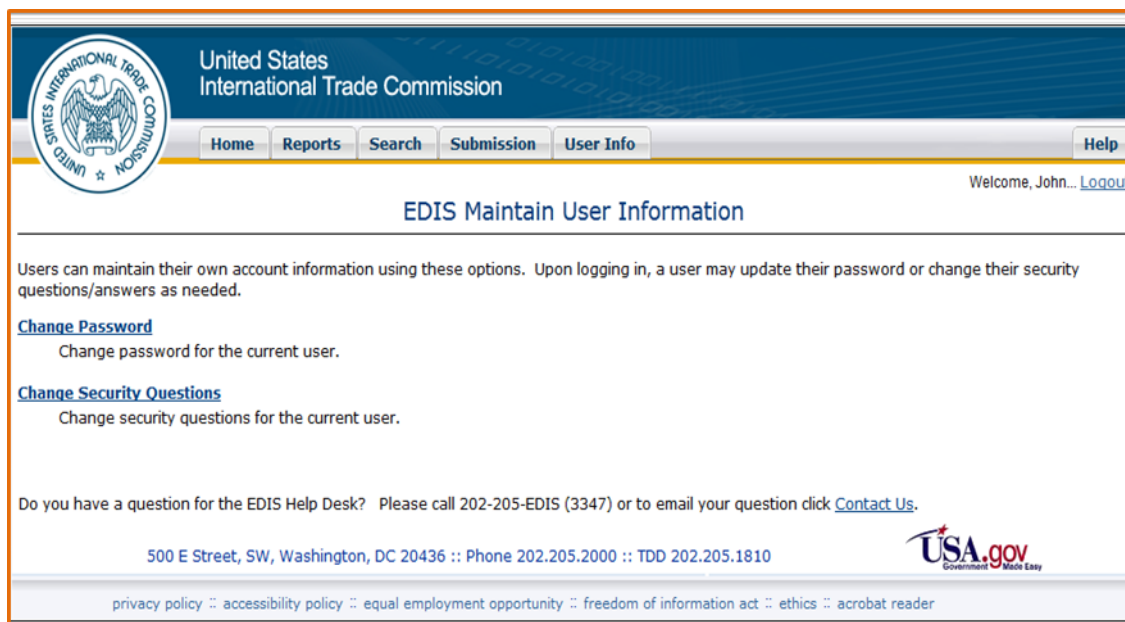 UNITED STATES INTERNATIONAL TRADE COMMISSION
United States
International Trade Commission
Home Reports Search Submission User Info Help
Welcome, John... Logou
EDIS Maintain User Information
Users can maintain their own account information using these options. Upon logging in, a user may update their password or change their security
questions/answers as needed.
Change Password
Change password for the current user.
Change Security Questions
Change security questions for the current user.
Do you have a question for the EDIS Help Desk? Please call 202-205-EDIS (3347) or to email your question click Contact Us.
USA.gov
Government Made Easy
500 E Street, SW, Washington, DC 20436 :: Phone 202.205.2000 :: TDD 202.205.1810
privacy policy :: accessibility policy :: equal employment opportunity :: freedom of information act :: ethics :: acrobat reader